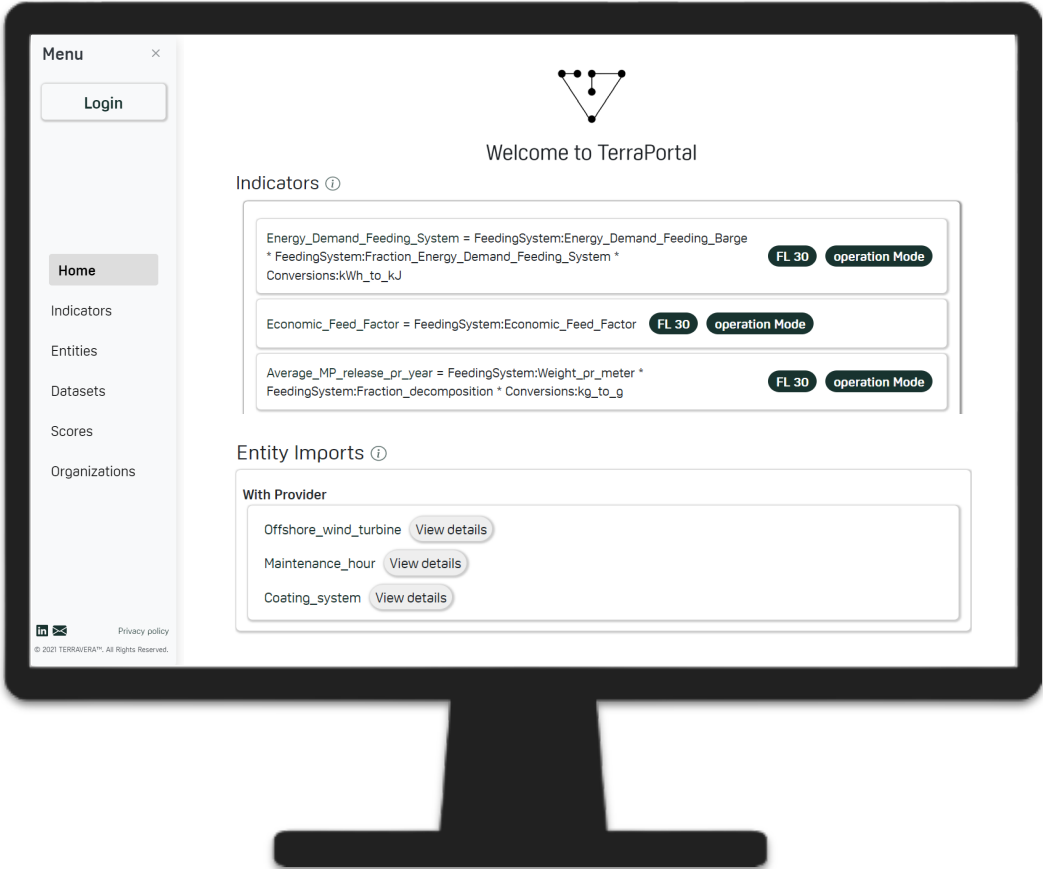 Menu ×
Login
Home
Indicators
Entities
Datasets
Scores
Organizations
in
Privacy policy
© 2021 TERRAVERA™. All Rights Reserved.
Welcome to TerraPortal
Indicators i
Energy_Demand_Feeding_System = FeedingSystem:Energy_Demand_Feeding_Barge
* FeedingSystem:Fraction_Energy_Demand_Feeding_System *
Conversions:kWh_to_kJ
FL 30 operation Mode
Economic_Feed_Factor = FeedingSystem:Economic_Feed_Factor FL 30 operation Mode
Average_MP_release_pr_year = FeedingSystem:Weight_pr_meter *
FeedingSystem:Fraction_decomposition * Conversions:kg_to_g
FL 30 operation Mode
Entity Imports i
With Provider
Offshore_wind_turbine View details
Maintenance_hour View details
Coating_system View details